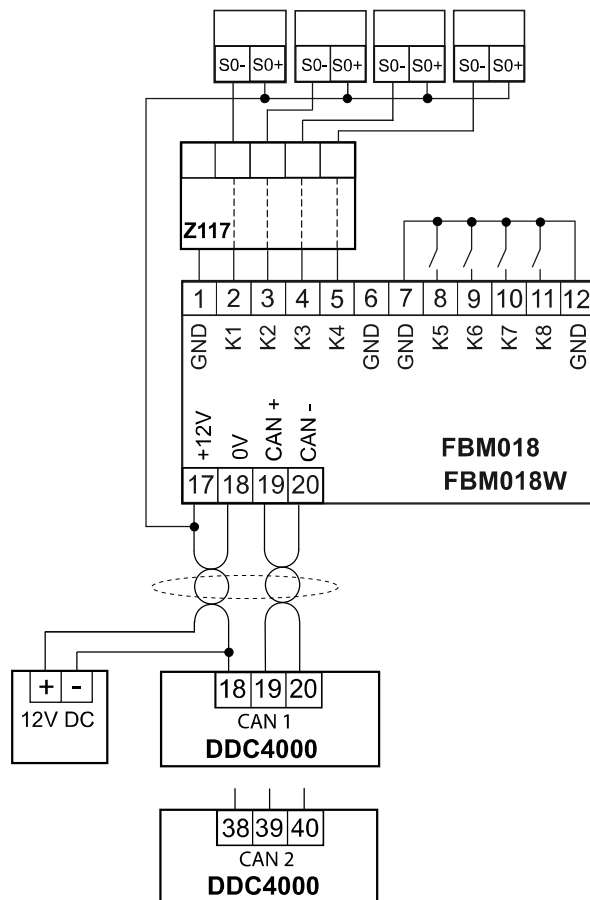 S0- S0+ S0- S0+ S0- S0+ S0- S0+
Z117
1 2 3 4 5 6 7 8 9 10 11 12
GND K1 K2 K3 K4 GND GND K5 K6 K7 K8 GND
+12V 0V CAN + CAN -
FBM018
FBM018W
17 18 19 20
+ -
12V DC
18 19 20
CAN 1
DDC4000
38 39 40
CAN 2
DDC4000